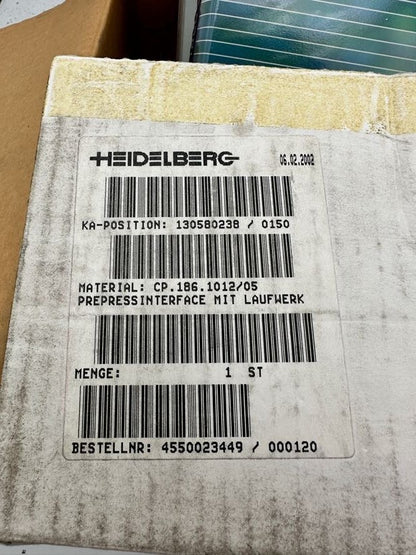 HEIDELBERG 06.02.2002
KA-POSITION: 130580238 / 0150
MATERIAL: CP.186.1012/05
PREPRESSINTERFACE MIT LAUFWERK
MENGE: 1 ST
BESTELLNR: 4550023449 / 000120